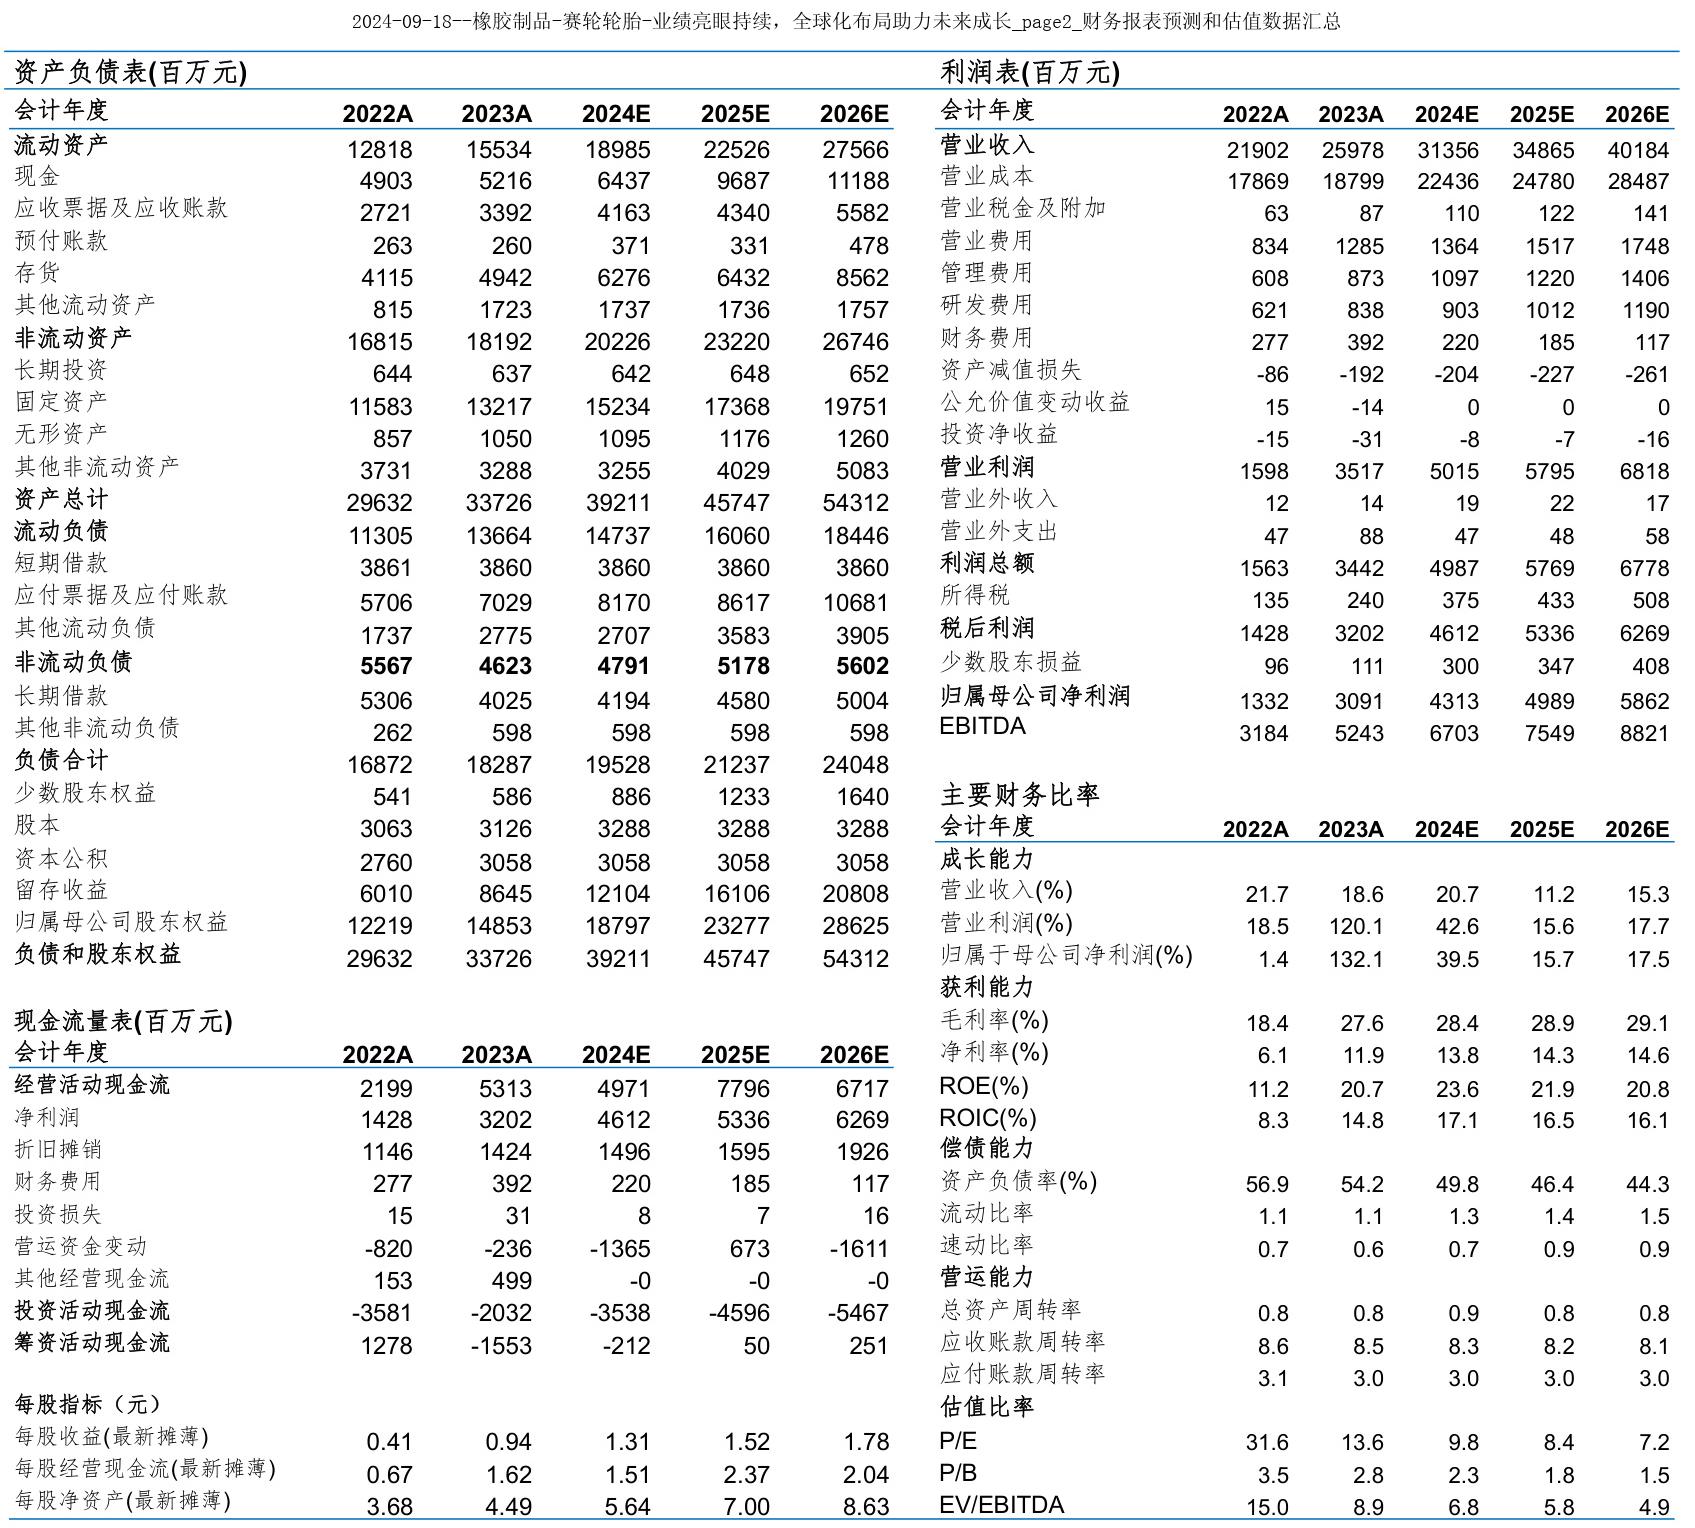 2024-09-18--橡胶制品-赛轮轮胎-业绩亮眼持续，全球化布局助力未来成长_page2_财务报表预测和估值数据汇总
资产负债表(百万元)
会计年度 2022A 2023A 2024E 2025E 2026E
流动资产 12818 15534 18985 22526 27566
现金 4903 5216 6437 9687 11188
应收票据及应收账款 2721 3392 4163 4340 5582
预付账款 263 260 371 331 478
存货 4115 4942 6276 6432 8562
其他流动资产 815 1723 1737 1736 1757
非流动资产 16815 18192 20226 23220 26746
长期投资 644 637 642 648 652
固定资产 11583 13217 15234 17368 19751
无形资产 857 1050 1095 1176 1260
其他非流动资产 3731 3288 3255 4029 5083
资产总计 29632 33726 39211 45747 54312
流动负债 11305 13664 14737 16060 18446
短期借款 3861 3860 3860 3860 3860
应付票据及应付账款 5706 7029 8170 8617 10681
其他流动负债 1737 2775 2707 3583 3905
非流动负债 5567 4623 4791 5178 5602
长期借款 5306 4025 4194 4580 5004
其他非流动负债 262 598 598 598 598
负债合计 16872 18287 19528 21237 24048
少数股东权益 541 586 886 1233 1640
股本 3063 3126 3288 3288 3288
资本公积 2760 3058 3058 3058 3058
留存收益 6010 8645 12104 16106 20808
归属母公司股东权益 12219 14853 18797 23277 28625
负债和股东权益 29632 33726 39211 45747 54312
现金流量表(百万元)
会计年度 2022A 2023A 2024E 2025E 2026E
经营活动现金流 2199 5313 4971 7796 6717
净利润 1428 3202 4612 5336 6269
折旧摊销 1146 1424 1496 1595 1926
财务费用 277 392 220 185 117
投资损失 15 31 8 7 16
营运资金变动 -820 -236 -1365 673 -1611
其他经营现金流 153 499 -0 -0 -0
投资活动现金流 -3581 -2032 -3538 -4596 -5467
筹资活动现金流 1278 -1553 -212 50 251
每股指标（元）
每股收益(最新摊薄) 0.41 0.94 1.31 1.52 1.78
每股经营现金流(最新摊薄) 0.67 1.62 1.51 2.37 2.04
每股净资产(最新摊薄) 3.68 4.49 5.64 7.00 8.63
利润表(百万元)
会计年度 2022A 2023A 2024E 2025E 2026E
营业收入 21902 25978 31356 34865 40184
营业成本 17869 18799 22436 24780 28487
营业税金及附加 63 87 110 122 141
营业费用 834 1285 1364 1517 1748
管理费用 608 873 1097 1220 1406
研发费用 621 838 903 1012 1190
财务费用 277 392 220 185 117
资产减值损失 -86 -192 -204 -227 -261
公允价值变动收益 15 -14 0 0 0
投资净收益 -15 -31 -8 -7 -16
营业利润 1598 3517 5015 5795 6818
营业外收入 12 14 19 22 17
营业外支出 47 88 47 48 58
利润总额 1563 3442 4987 5769 6778
所得税 135 240 375 433 508
税后利润 1428 3202 4612 5336 6269
少数股东损益 96 111 300 347 408
归属母公司净利润 1332 3091 4313 4989 5862
EBITDA 3184 5243 6703 7549 8821
主要财务比率
会计年度 2022A 2023A 2024E 2025E 2026E
成长能力
营业收入(%) 21.7 18.6 20.7 11.2 15.3
营业利润(%) 18.5 120.1 42.6 15.6 17.7
归属于母公司净利润(%) 1.4 132.1 39.5 15.7 17.5
获利能力
毛利率(%) 18.4 27.6 28.4 28.9 29.1
净利率(%) 6.1 11.9 13.8 14.3 14.6
ROE(%) 11.2 20.7 23.6 21.9 20.8
ROIC(%) 8.3 14.8 17.1 16.5 16.1
偿债能力
资产负债率(%) 56.9 54.2 49.8 46.4 44.3
流动比率 1.1 1.1 1.3 1.4 1.5
速动比率 0.7 0.6 0.7 0.9 0.9
营运能力
总资产周转率 0.8 0.8 0.9 0.8 0.8
应收账款周转率 8.6 8.5 8.3 8.2 8.1
应付账款周转率 3.1 3.0 3.0 3.0 3.0
估值比率
P/E 31.6 13.6 9.8 8.4 7.2
P/B 3.5 2.8 2.3 1.8 1.5
EV/EBITDA 15.0 8.9 6.8 5.8 4.9